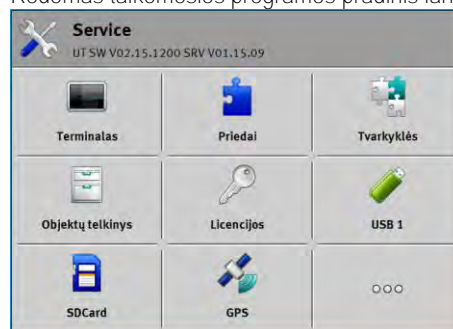 Rodomas taikomosios programos pradinis lan
Service
UT SW V02.15.1200 SRV V01.15.09
Terminalas
Priedai
Tvarkyklės
Objektų telkinys
Licencijos
USB 1
SDCard
GPS